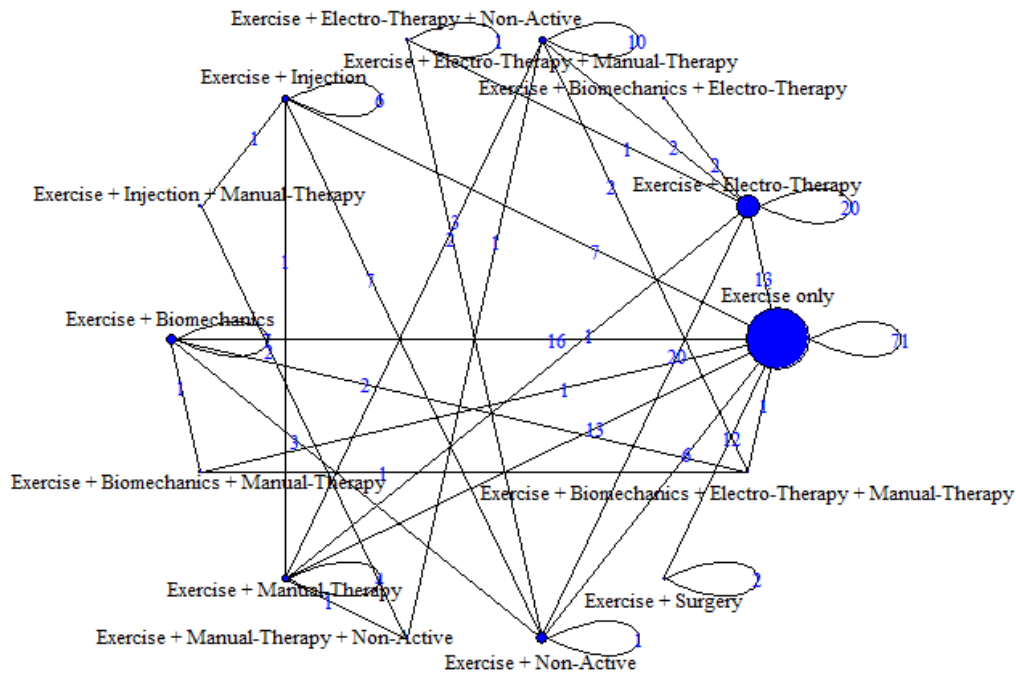 Exercise + Electro-Therapy + Non-Active
1
10
Exercise + Electro-Therapy + Manual-Therapy
Exercise + Injection
Exercise + Biomechanics + Electro-Therapy
6
1
1
2
2
Exercise + Electro-Therapy
2
Exercise + Injection + Manual-Therapy
20
3
2
1
7
1
7
13
Exercise only
Exercise + Biomechanics
2
16
1
71
20
1
2
1
3
13
12
6
1
1
Exercise + Biomechanics + Manual-Therapy
Exercise + Biomechanics + Electro-Therapy + Manual-Therapy
Exercise + Manual-Therapy
1
2
Exercise + Surgery
Exercise + Manual-Therapy + Non-Active
1
Exercise + Non-Active